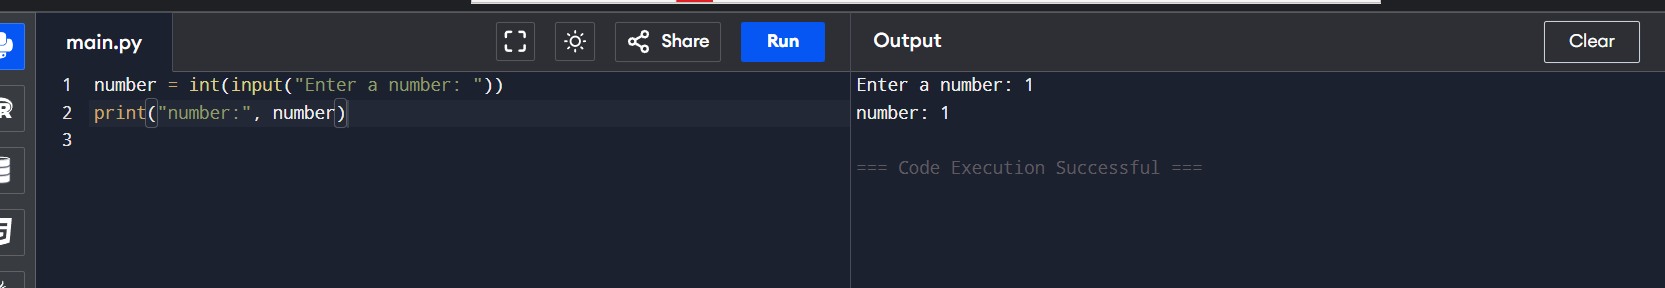 main.py
Share
Run
Output
Clear
1 number = int(input("Enter a number: "))
2 print("number:", number)
3
Enter a number: 1
number: 1
=== Code Execution Successful ===